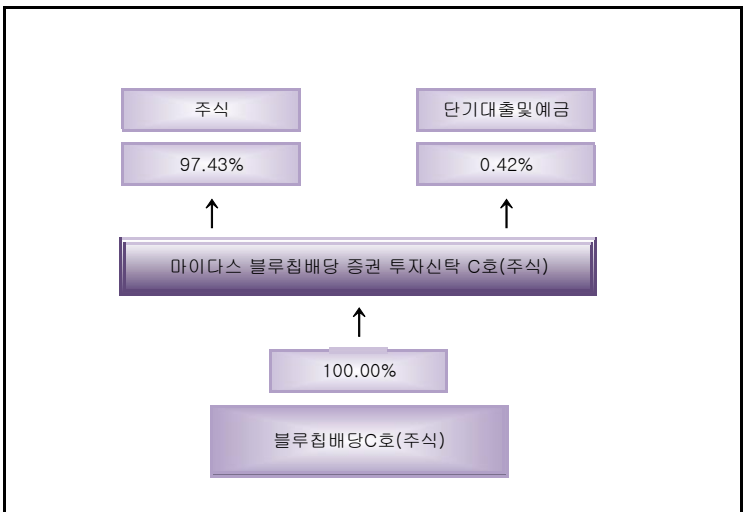 주식
단기대출및예금
97.43%
0.42%
마이다스 블루칩배당 증권 투자신탁 C호(주식)
100.00%
블루칩배당C호(주식)